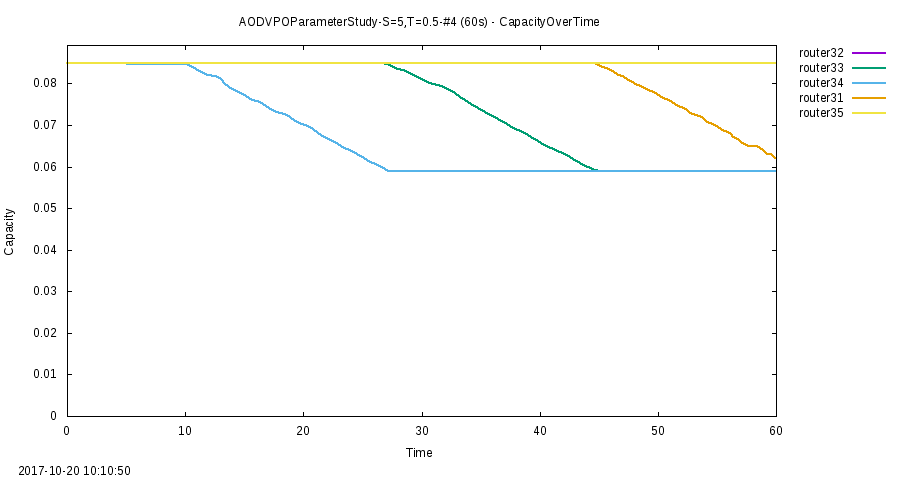 AODVPOParameterStudy-S=5,T=0.5-#4 (60s) - CapacityOverTime
router32
router33
router34
router31
router35
0.08
0.07
0.06
0.05
0.04
0.03
0.02
0.01
0
Capacity
0 10 20 30 40 50 60
Time
2017-10-20 10:10:50